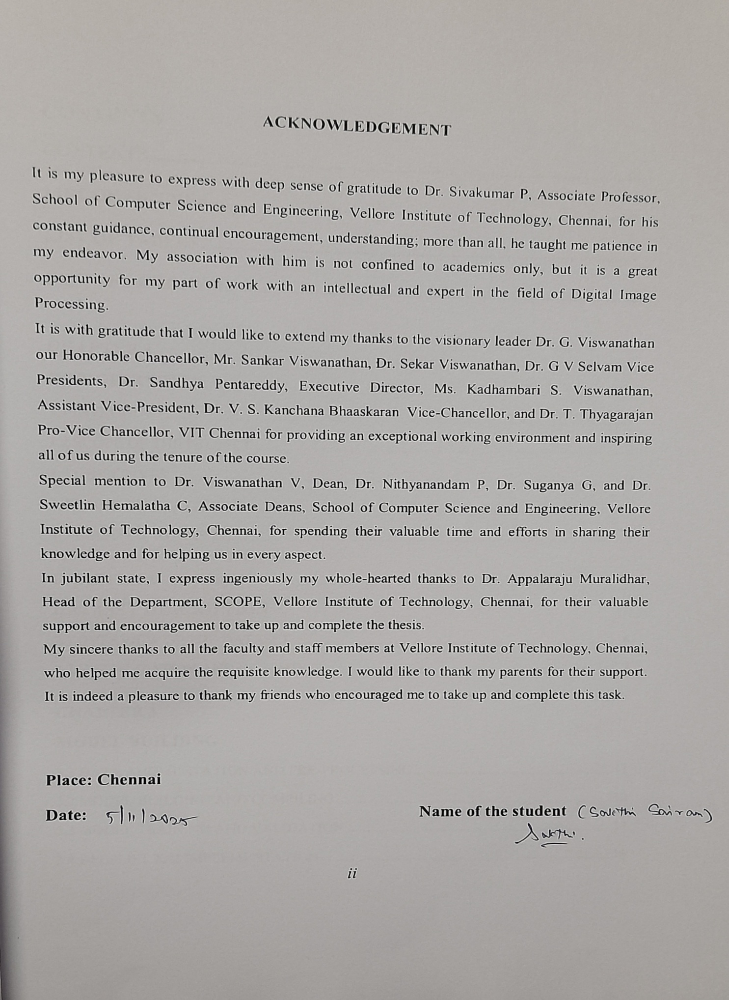 ACKNOWLEDGEMENT
It is my pleasure to express with deep sense of gratitude to Dr. Sivakumar P, Associate Professor,
School of Computer Science and Engineering, Vellore Institute of Technology, Chennai, for his
constant guidance, continual encouragement, understanding; more than all, he taught me patience in
my endeavor. My association with him is not confined to academics only, but it is a great
opportunity for my part of work with an intellectual and expert in the field of Digital Image
Processing.
It is with gratitude that I would like to extend my thanks to the visionary leader Dr. G. Viswanathan
our Honorable Chancellor, Mr. Sankar Viswanathan, Dr. Sekar Viswanathan, Dr. G V Selvam Vice
Presidents, Dr. Sandhya Pentareddy, Executive Director, Ms. Kadhambari S. Viswanathan,
Assistant Vice-President, Dr. V. S. Kanchana Bhaaskaran Vice-Chancellor, and Dr. T. Thyagarajan
Pro-Vice Chancellor, VIT Chennai for providing an exceptional working environment and inspiring
all of us during the tenure of the course.
Special mention to Dr. Viswanathan V, Dean, Dr. Nithyanandam P, Dr. Suganya G, and Dr.
Sweetlin Hemalatha C, Associate Deans, School of Computer Science and Engineering, Vellore
Institute of Technology, Chennai, for spending their valuable time and efforts in sharing their
knowledge and for helping us in every aspect.
In jubilant state, I express ingeniously my whole-hearted thanks to Dr. Appalaraju Muralidhar,
Head of the Department, SCOPE, Vellore Institute of Technology, Chennai, for their valuable
support and encouragement to take up and complete the thesis.
My sincere thanks to all the faculty and staff members at Vellore Institute of Technology, Chennai,
who helped me acquire the requisite knowledge. I would like to thank my parents for their support.
It is indeed a pleasure to thank my friends who encouraged me to take up and complete this task.
Place: Chennai
Date: 5/11/2025
Name of the student (Sairam)
ii